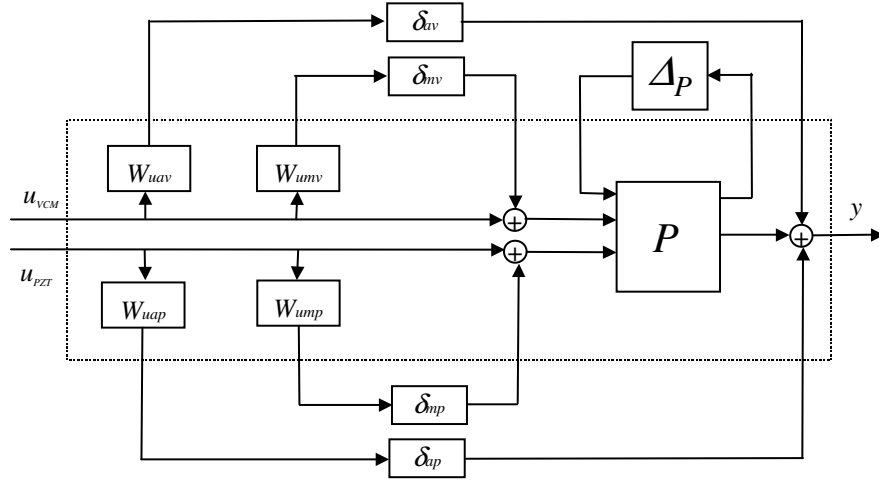 δav
δmv
ΔP
Wuav
Wumv
uVCM
+
P
y
+
uPZT
+
Wuap
Wump
δmp
δap